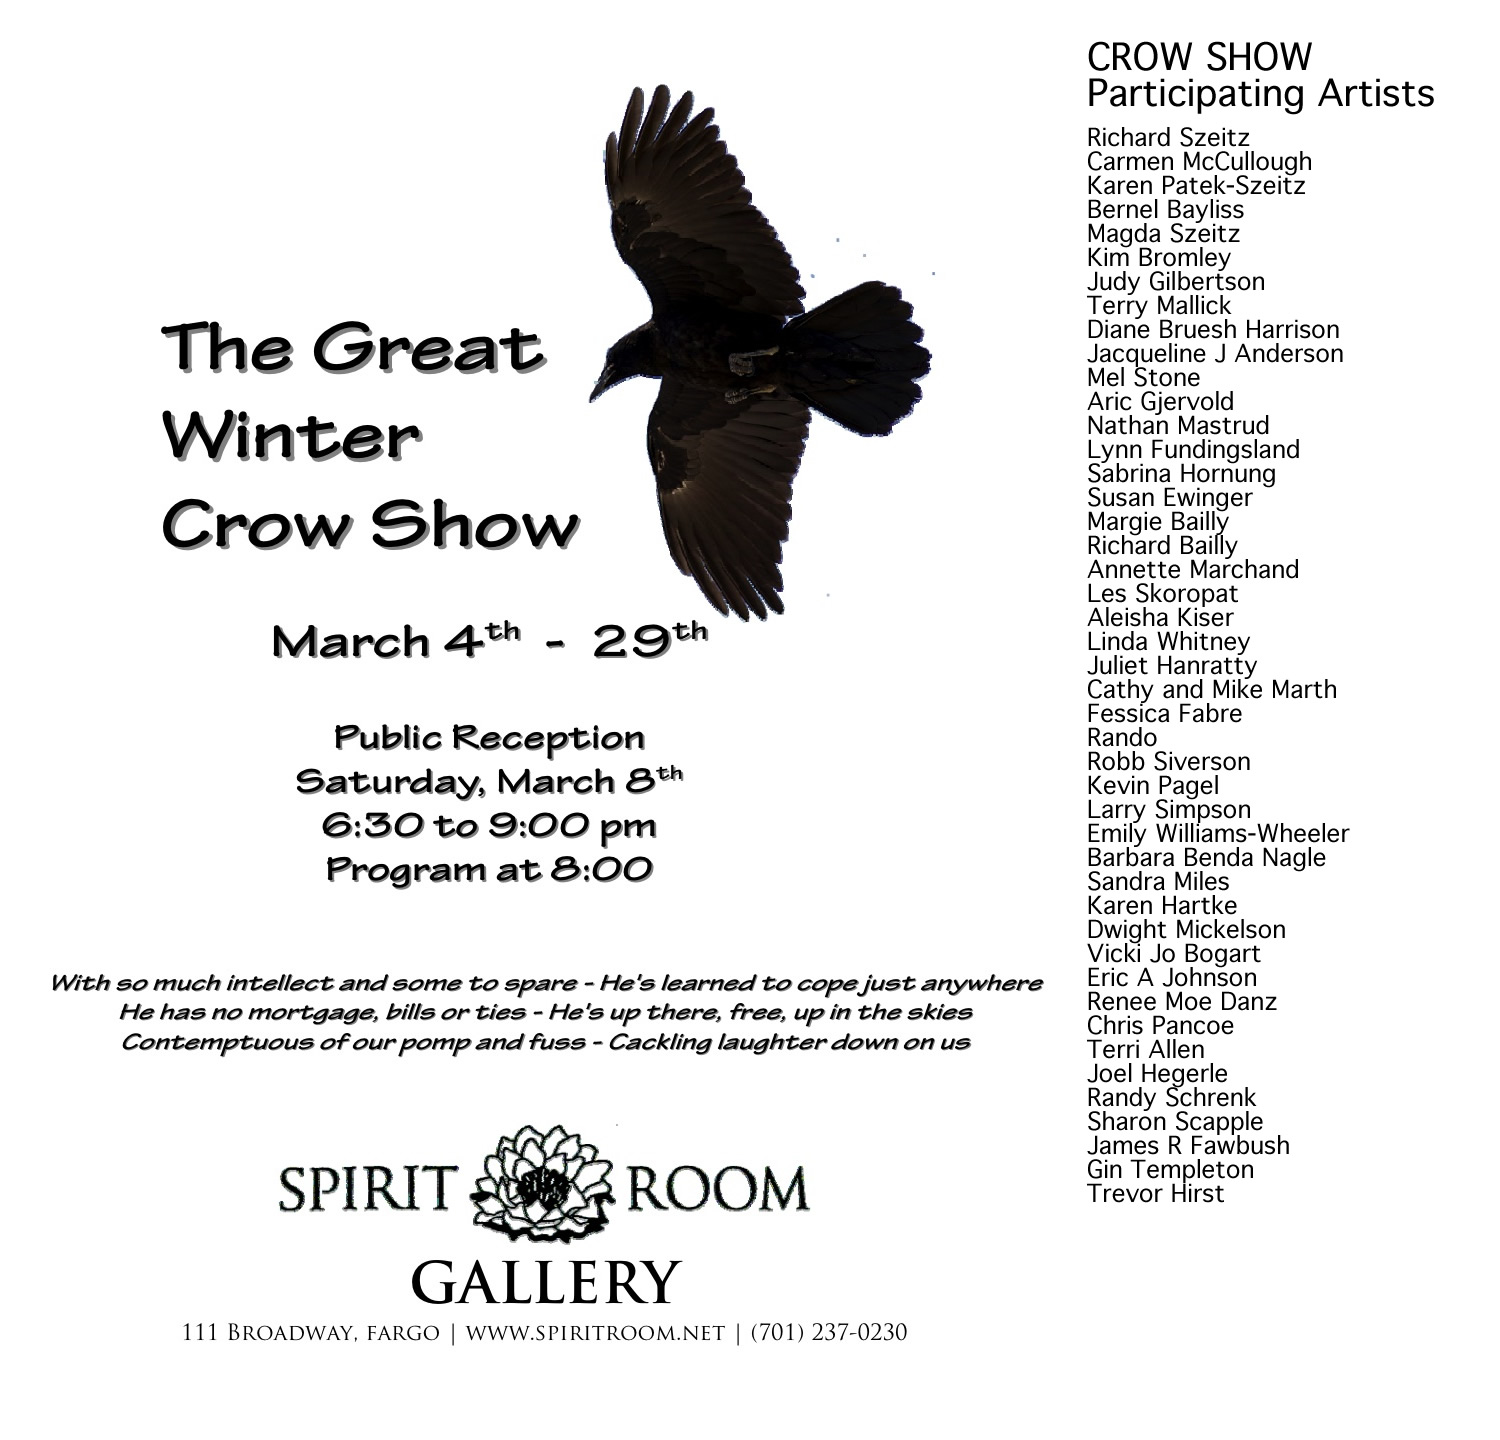 The Great
Winter
Crow Show
March 4th - 29th
Public Reception
Saturday, March 8th
6:30 to 9:00 pm
Program at 8:00
With so much intellect and some to spare - He's learned to cope just anywhere
He has no mortgage, bills or ties - He's up there, free, up in the skies
Contemptuous of our pomp and fuss - Cackling laughter down on us
SPIRIT ROOM
GALLERY
111 BROADWAY, FARGO | WWW.SPIRITROOM.NET | (701) 237-0230
CROW SHOW
Participating Artists
Richard Szeitz
Carmen McCullough
Karen Patek-Szeitz
Bernel Bayliss
Magda Szeitz
Kim Bromley
Judy Gilbertson
Terry Mallick
Diane Bruesh Harrison
Jacqueline J Anderson
Mel Stone
Aric Gjervold
Nathan Mastrud
Lynn Fundingsland
Sabrina Hornung
Susan Ewinger
Margie Bailly
Richard Bailly
Annette Marchand
Les Skoropat
Aleisha Kiser
Linda Whitney
Juliet Hanratty
Cathy and Mike Marth
Fessica Fabre
Rando
Robb Siverson
Kevin Pagel
Larry Simpson
Emily Williams-Wheeler
Barbara Benda Nagle
Sandra Miles
Karen Hartke
Dwight Mickelson
Vicki Jo Bogart
Eric A Johnson
Renee Moe Danz
Chris Pancoe
Terri Allen
Joel Hegerle
Randy Schrenk
Sharon Scapple
James R Fawbush
Gin Templeton
Trevor Hirst